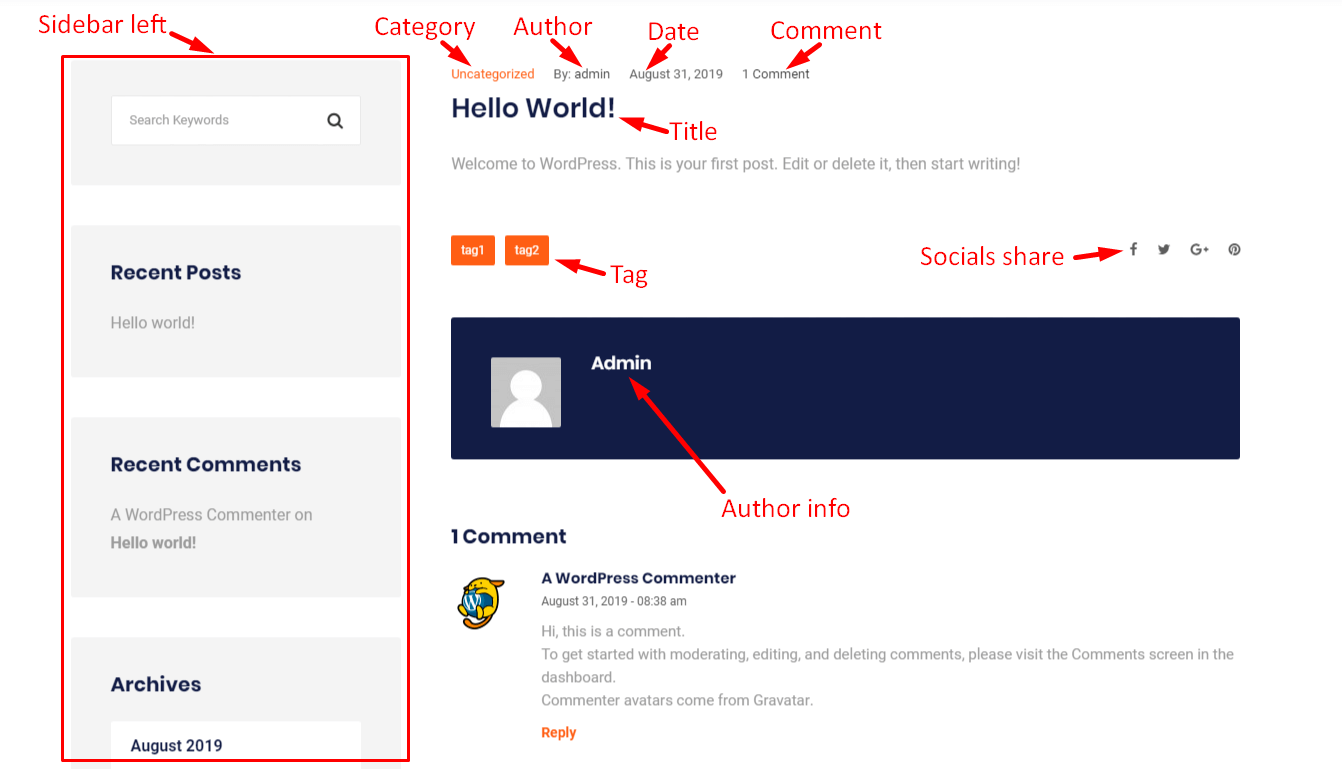 Sidebar left
Category
Author
Date
Comment
Uncategorized By: admin August 31, 2019 1 Comment
Hello World!
Title
Welcome to WordPress. This is your first post. Edit or delete it, then start writing!
tag1 tag2
Tag
Socials share
Admin
Author info
1 Comment
A WordPress Commenter
August 31, 2019 - 08:38 am
Hi, this is a comment.
To get started with moderating, editing, and deleting comments, please visit the Comments screen in the
dashboard.
Commenter avatars come from Gravatar.
Reply
Search Keywords
Recent Posts
Hello world!
Recent Comments
A WordPress Commenter on
Hello world!
Archives
August 2019